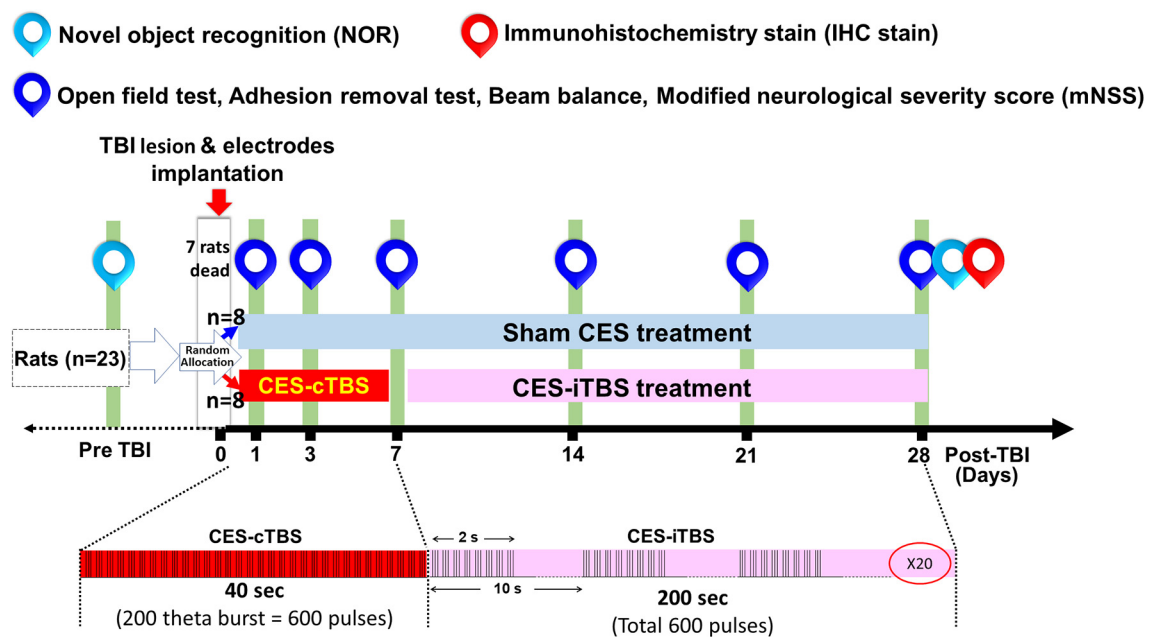 Novel object recognition (NOR)
Immunohistochemistry stain (IHC stain)
Open field test, Adhesion removal test, Beam balance, Modified neurological severity score (mNSS)
TBI lesion & electrodes
implantation
7 rats
dead
n=8
Sham CES treatment
Rats (n=23)
Random
Allocation
CES-cTBS
CES-iTBS treatment
n=8
Pre TBI
0
1
3
7
14
21
28
Post-TBI
(Days)
CES-cTBS
2 s
CES-iTBS
X20
10 s
40 sec
(200 theta burst = 600 pulses)
200 sec
(Total 600 pulses)